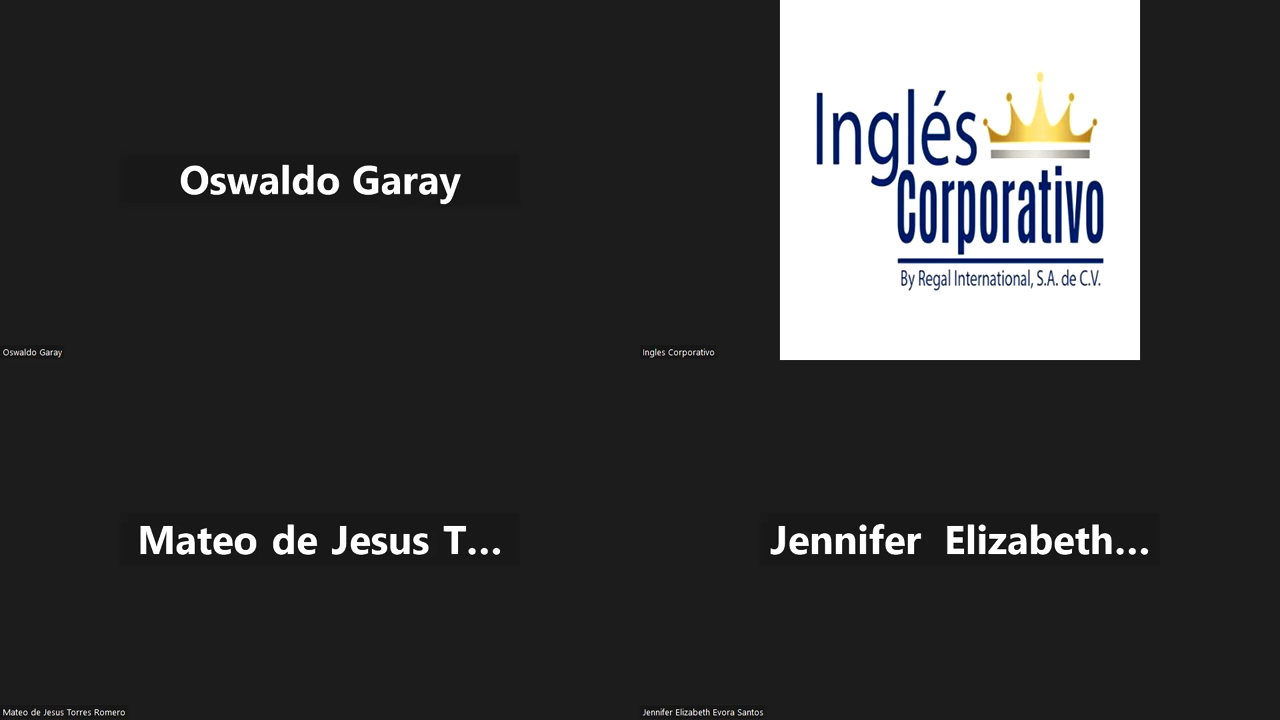 Oswaldo Garay
Oswaldo Garay
Inglés
Corporativo
By Regal International, S.A. de C.V.
Ingles Corporativo
Mateo de Jesus T...
Mateo de Jesus Torres Romero
Jennifer Elizabeth...
Jennifer Elizabeth Evora Santos